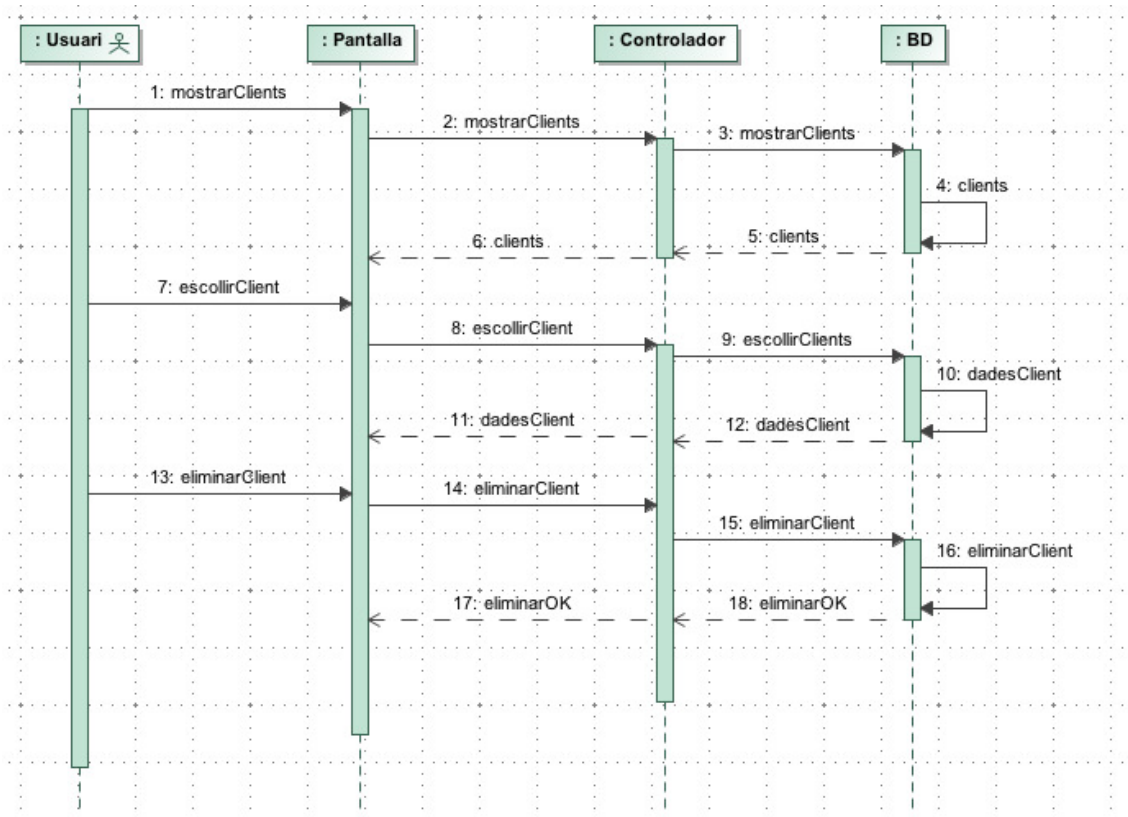 : Usuari
: Pantalla
: Controlador
: BD
1: mostrarClients
2: mostrarClients
3: mostrarClients
4: clients
5: clients
6: clients
7: escollirClient
8: escollirClient
9: escollirClients
10: dadesClient
11: dadesClient
12: dadesClient
13: eliminarClient
14: eliminarClient
15: eliminarClient
16: eliminarClient
17: eliminarOK
18: eliminarOK